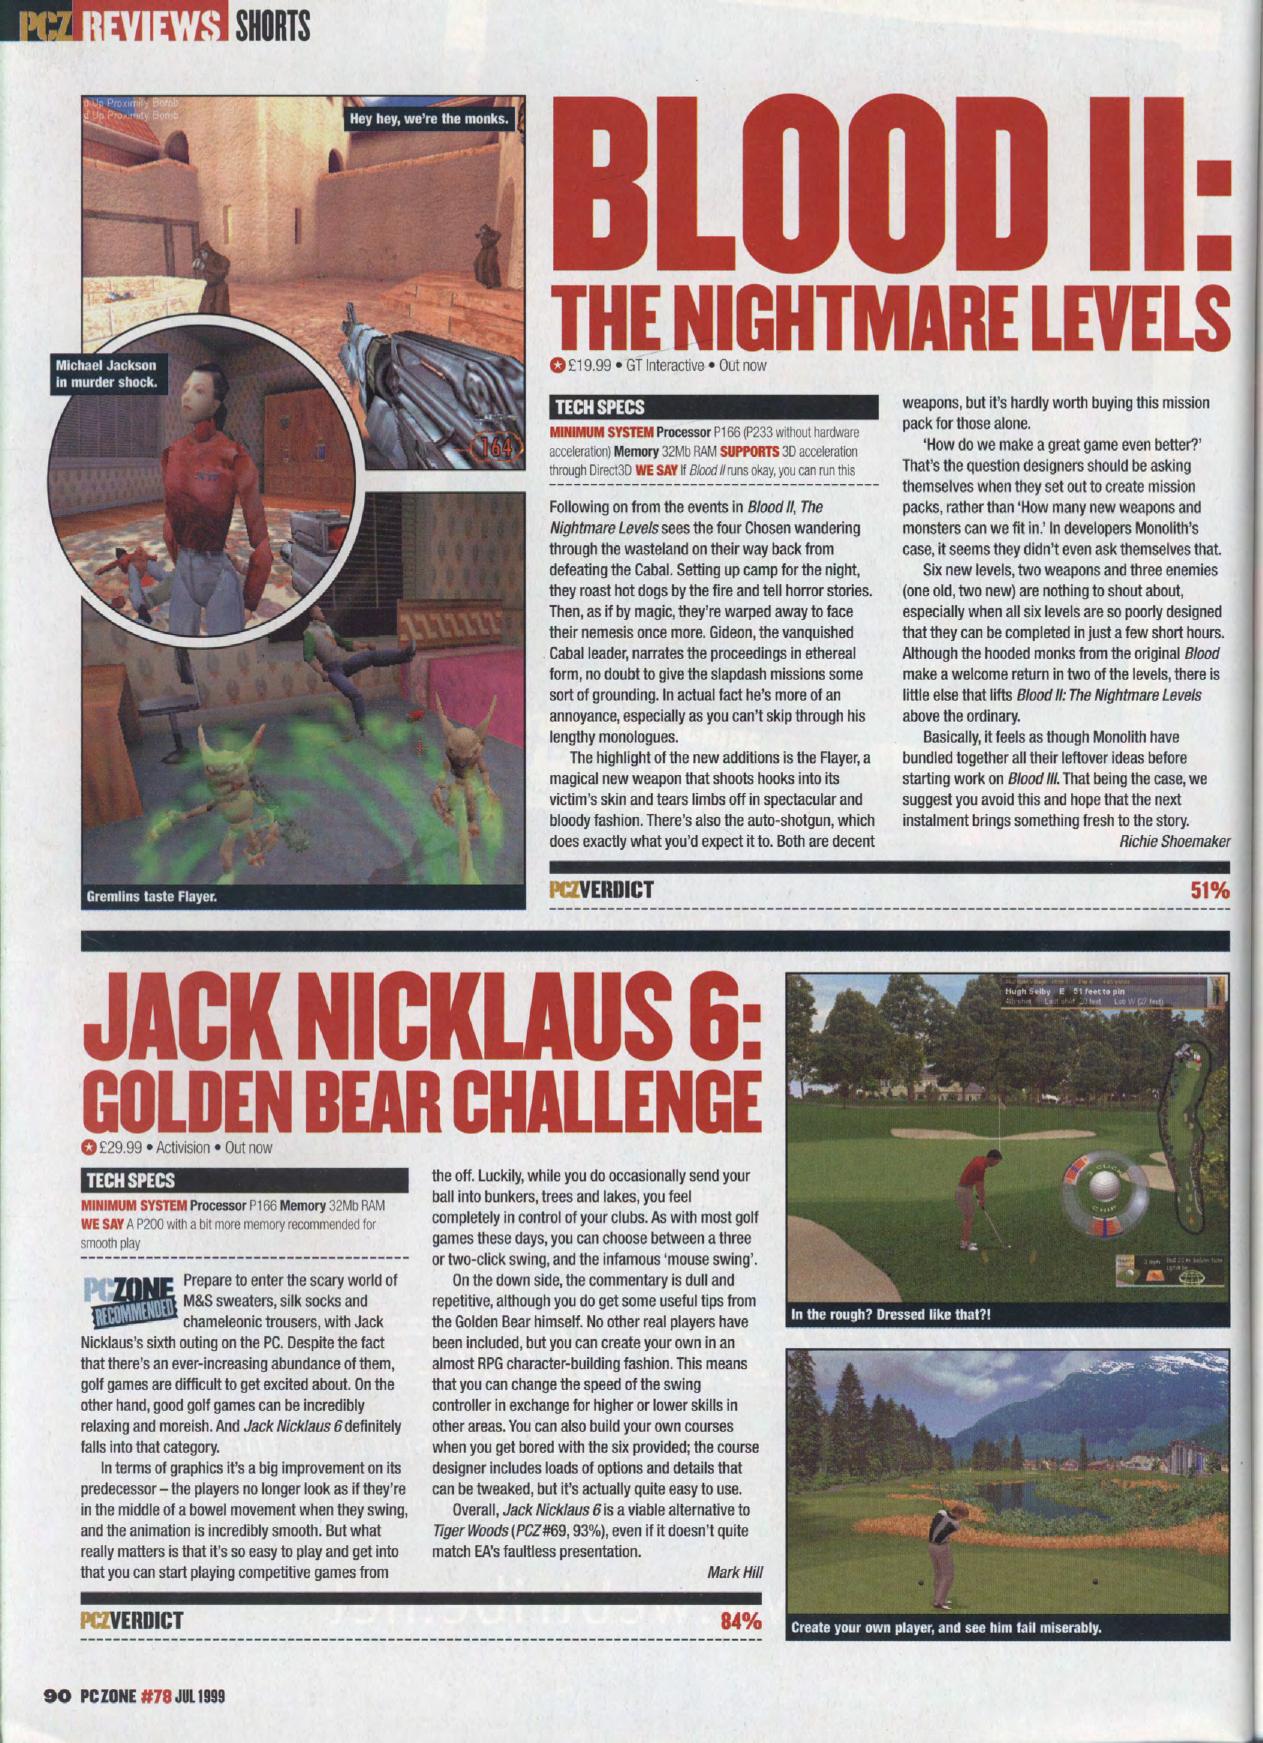 PCZ REVIEWS SHORTS
Up Proximity Bomb
Up Proximity Bomb
Hey hey, we're the monks.
164
Michael Jackson
in murder shock.
Gremlins taste Flayer.
BLOOD II:
THE NIGHTMARE LEVELS
£19.99 • GT Interactive • Out now
TECH SPECS
MINIMUM SYSTEM Processor P166 (P233 without hardware
acceleration) Memory 32Mb RAM SUPPORTS 3D acceleration
through Direct3D WE SAY If Blood II runs okay, you can run this
Following on from the events in Blood II, The
Nightmare Levels sees the four Chosen wandering
through the wasteland on their way back from
defeating the Cabal. Setting up camp for the night,
they roast hot dogs by the fire and tell horror stories.
Then, as if by magic, they're warped away to face
their nemesis once more. Gideon, the vanquished
Cabal leader, narrates the proceedings in ethereal
form, no doubt to give the slapdash missions some
sort of grounding. In actual fact he's more of an
annoyance, especially as you can't skip through his
lengthy monologues.
The highlight of the new additions is the Flayer, a
magical new weapon that shoots hooks into its
victim's skin and tears limbs off in spectacular and
bloody fashion. There's also the auto-shotgun, which
does exactly what you'd expect it to. Both are decent
weapons, but it's hardly worth buying this mission
pack for those alone.
'How do we make a great game even better?'
That's the question designers should be asking
themselves when they set out to create mission
packs, rather than 'How many new weapons and
monsters can we fit in.' In developers Monolith's
case, it seems they didn't even ask themselves that.
Six new levels, two weapons and three enemies
(one old, two new) are nothing to shout about,
especially when all six levels are so poorly designed
that they can be completed in just a few short hours.
Although the hooded monks from the original Blood
make a welcome return in two of the levels, there is
little else that lifts Blood II: The Nightmare Levels
above the ordinary.
Basically, it feels as though Monolith have
bundled together all their leftover ideas before
starting work on Blood III. That being the case, we
suggest you avoid this and hope that the next
instalment brings something fresh to the story.
Richie Shoemaker
PCZVERDICT 51%
JACK NICKLAUS 6:
GOLDEN BEAR CHALLENGE
£29.99 • Activision • Out now
TECH SPECS
MINIMUM SYSTEM Processor P166 Memory 32Mb RAM
WE SAY A P200 with a bit more memory recommended for
smooth play
PCZONE
RECOMMENDED
Prepare to enter the scary world of
M&S sweaters, silk socks and
chameleonic trousers, with Jack
Nicklaus's sixth outing on the PC. Despite the fact
that there's an ever-increasing abundance of them,
golf games are difficult to get excited about. On the
other hand, good golf games can be incredibly
relaxing and moreish. And Jack Nicklaus 6 definitely
falls into that category.
In terms of graphics it's a big improvement on its
predecessor – the players no longer look as if they're
in the middle of a bowel movement when they swing,
and the animation is incredibly smooth. But what
really matters is that it's so easy to play and get into
that you can start playing competitive games from
the off. Luckily, while you do occasionally send your
ball into bunkers, trees and lakes, you feel
completely in control of your clubs. As with most golf
games these days, you can choose between a three
or two-click swing, and the infamous 'mouse swing'.
On the down side, the commentary is dull and
repetitive, although you do get some useful tips from
the Golden Bear himself. No other real players have
been included, but you can create your own in an
almost RPG character-building fashion. This means
that you can change the speed of the swing
controller in exchange for higher or lower skills in
other areas. You can also build your own courses
when you get bored with the six provided; the course
designer includes loads of options and details that
can be tweaked, but it's actually quite easy to use.
Overall, Jack Nicklaus 6 is a viable alternative to
Tiger Woods (PCZ #69, 93%), even if it doesn't quite
match EA's faultless presentation.
Mark Hill
PCZVERDICT 84%
Hugh Selby E 51 feet to pin
Lob W (27 feet)
CHIP
In the rough? Dressed like that?!
Create your own player, and see him fail miserably.
90 PC ZONE #78 JUL 1999